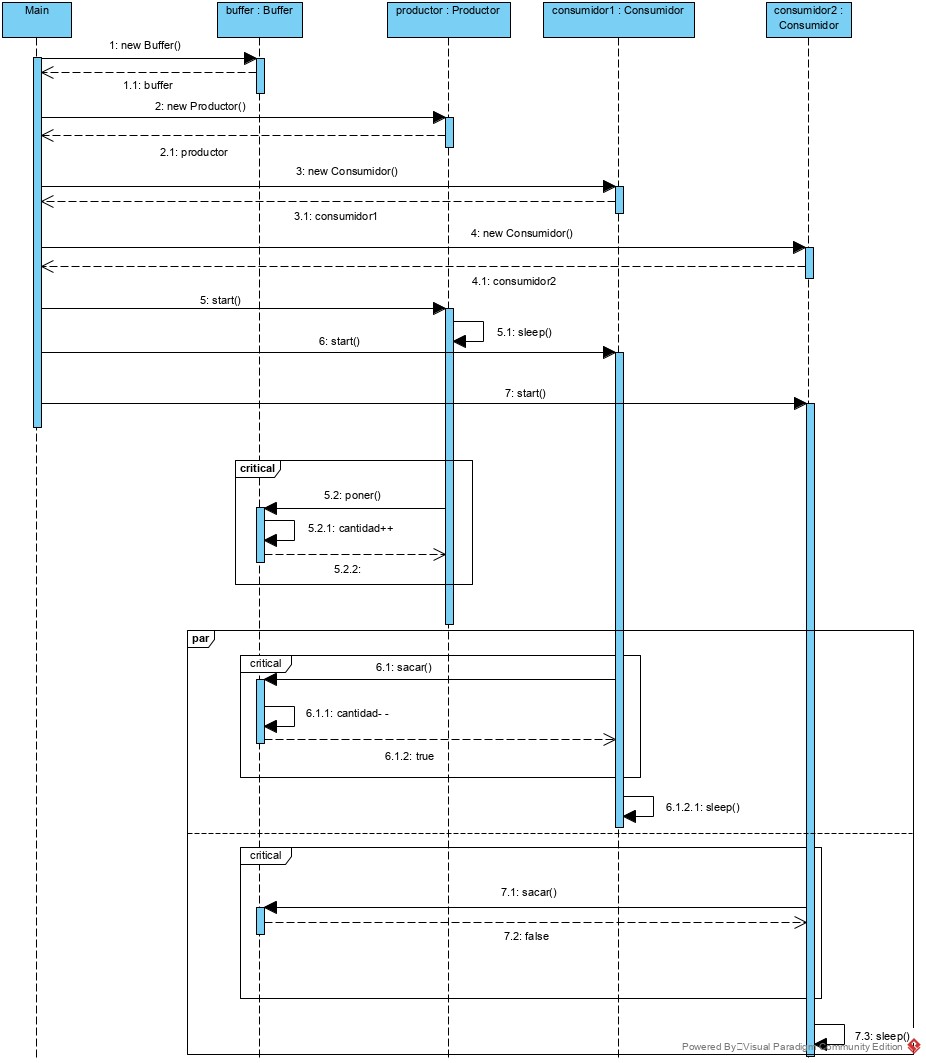 Main
buffer : Buffer
productor : Productor
consumidor1 : Consumidor
consumidor2 :
Consumidor
1: new Buffer()
1.1: buffer
2: new Productor()
2.1: productor
3: new Consumidor()
3.1: consumidor1
4: new Consumidor()
4.1: consumidor2
5: start()
5.1: sleep()
6: start()
7: start()
critical
5.2: poner()
5.2.1: cantidad++
5.2.2:
par
critical
6.1: sacar()
6.1.1: cantidad- -
6.1.2: true
6.1.2.1: sleep()
critical
7.1: sacar()
7.2: false
7.3: sleep()
Powered By Visual Paradigm Community Edition